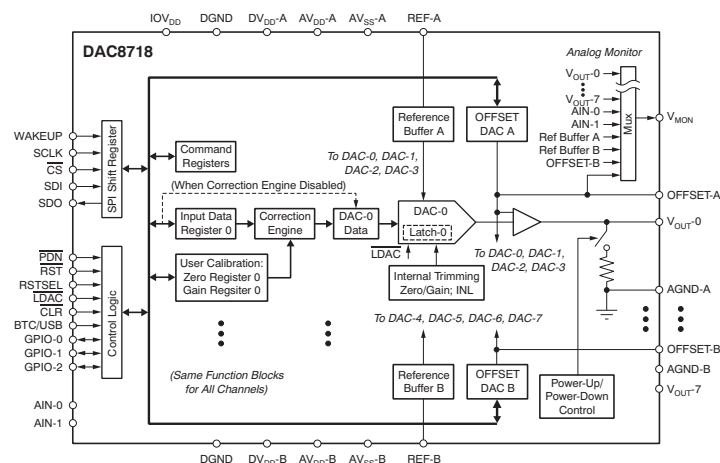 IOVDD DGND DVDD-A AVDD-A AVSS-A REF-A
DAC8718
Analog Monitor
VOUT-0
VOUT-7
AIN-0
AIN-1
Ref Buffer A
Ref Buffer B
OFFSET-B
Mux
VMON
WAKEUP
SCLK
CS
SDI
SDO
SPI Shift Register
Command
Registers
Reference
Buffer A
OFFSET
DAC A
To DAC-0, DAC-1,
DAC-2, DAC-3
(When Correction Engine Disabled)
Input Data
Register 0
Correction
Engine
DAC-0
Data
DAC-0
Latch-0
LDAC
OFFSET-A
VOUT-0
To DAC-0, DAC-1,
DAC-2, DAC-3
PDN
RST
RSTSEL
LDAC
CLR
BTC/USB
GPIO-0
GPIO-1
GPIO-2
Control Logic
User Calibration:
Zero Register 0
Gain Regsiter 0
Internal Trimming
Zero/Gain; INL
AGND-A
To DAC-4, DAC-5, DAC-6, DAC-7
(Same Function Blocks
for All Channels)
Reference
Buffer B
OFFSET
DAC B
Power-Up/
Power-Down
Control
OFFSET-B
AGND-B
VOUT-7
AIN-0
AIN-1
DGND DVDD-B AVDD-B AVSS-B REF-B